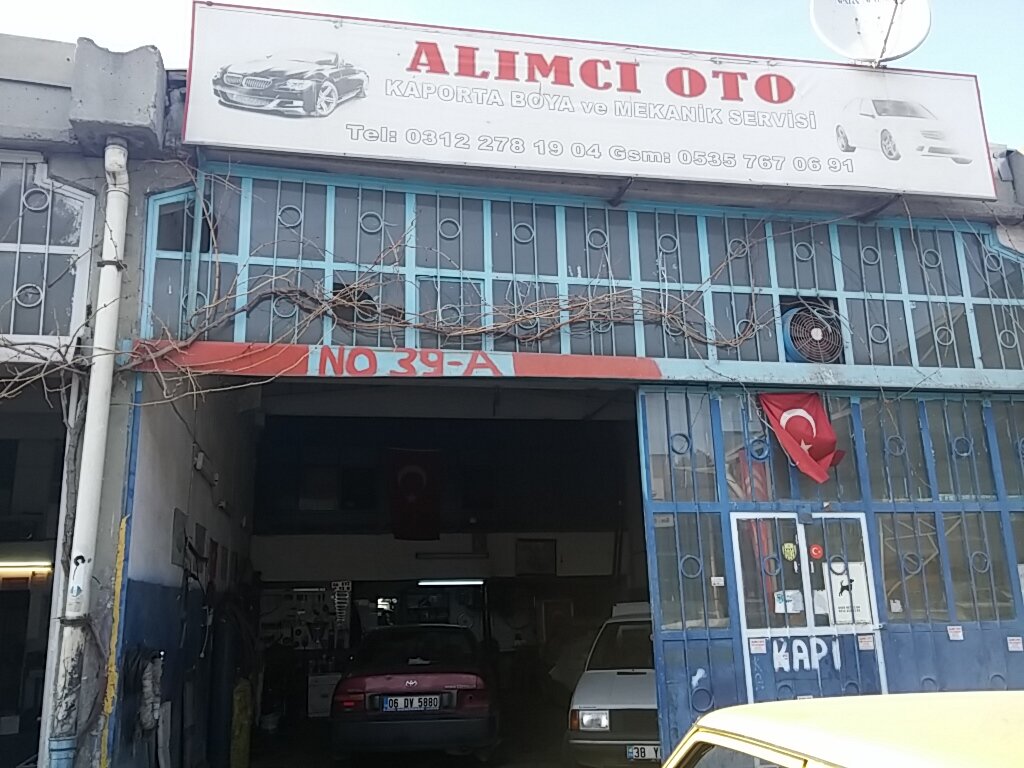 ALIMCI OTO
KAPORTA BOYA ve MEKANİK SERVİSİ
Tel: 0312 278 19 04 Gsm: 0535 767 06 91
NO 39-A
KAPI
06 DV 5880
38 Y